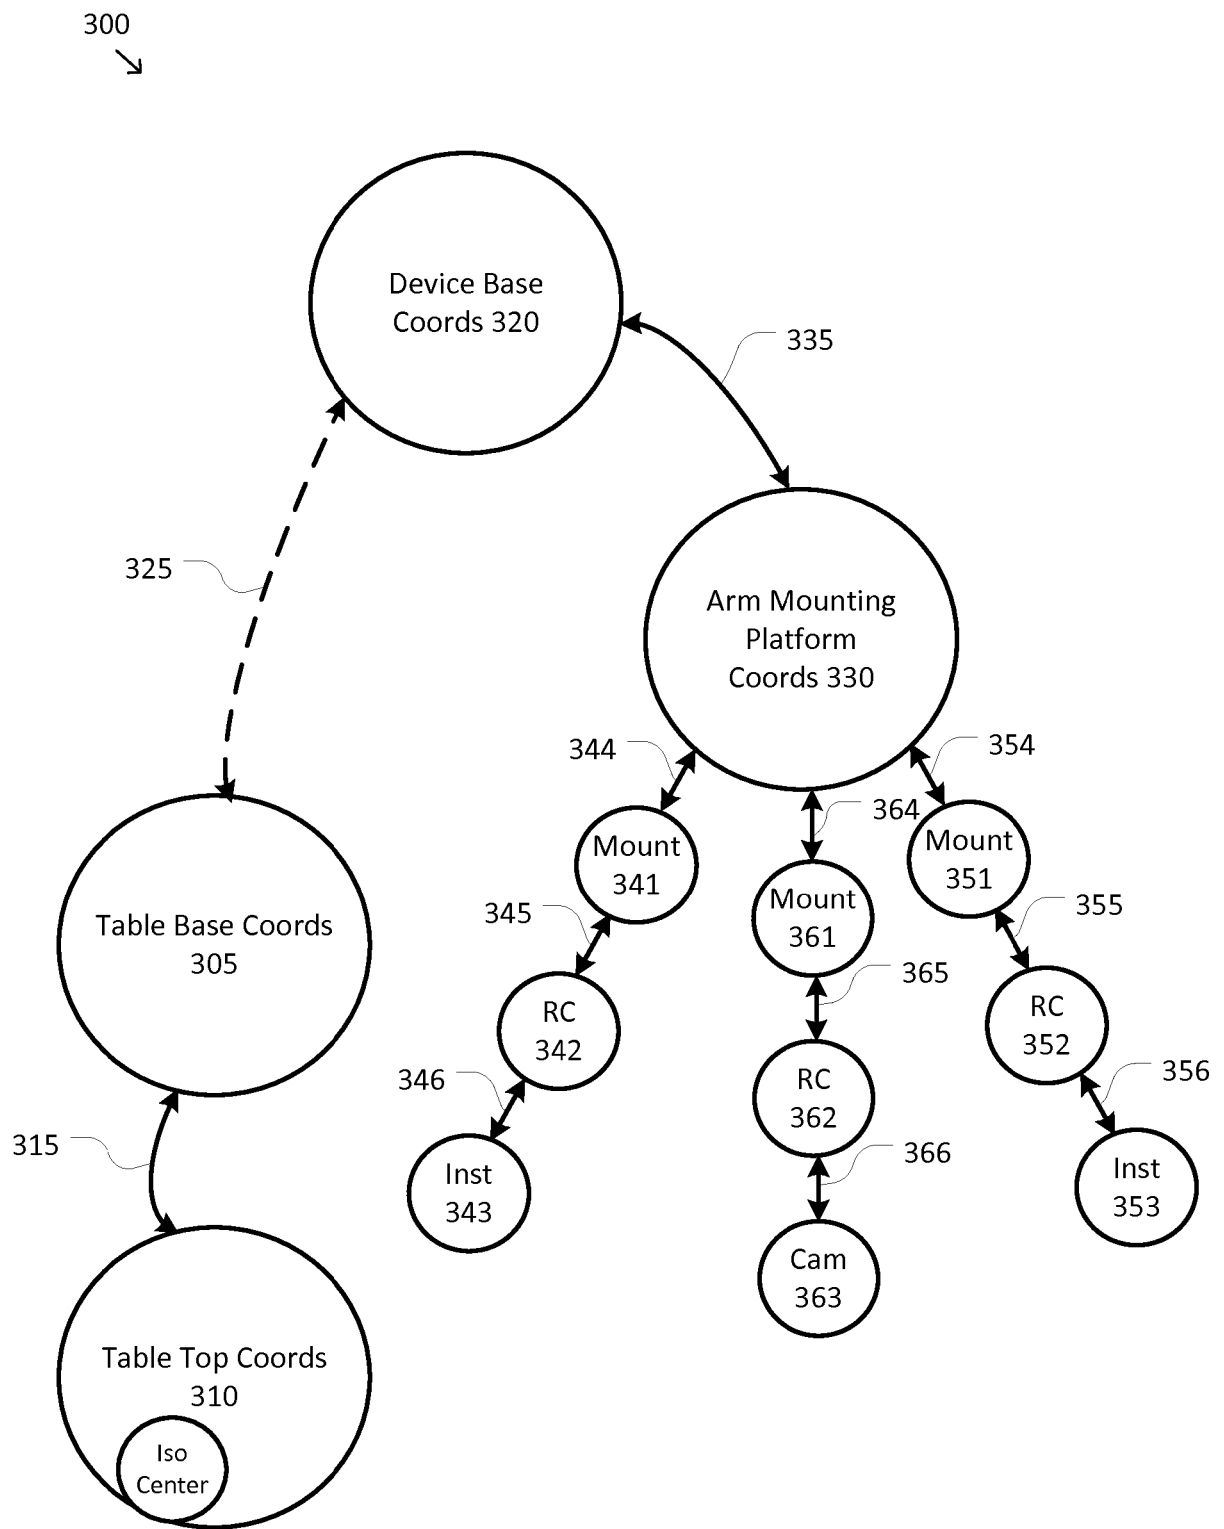 300
Device Base
Coords 320
335
325
Arm Mounting
Platform
Coords 330
344
354
364
Mount
341
Mount
351
Mount
361
345
355
365
RC
342
RC
352
RC
362
346
356
366
Inst
343
Inst
353
Cam
363
Table Base Coords
305
315
Table Top Coords
310
Iso
Center